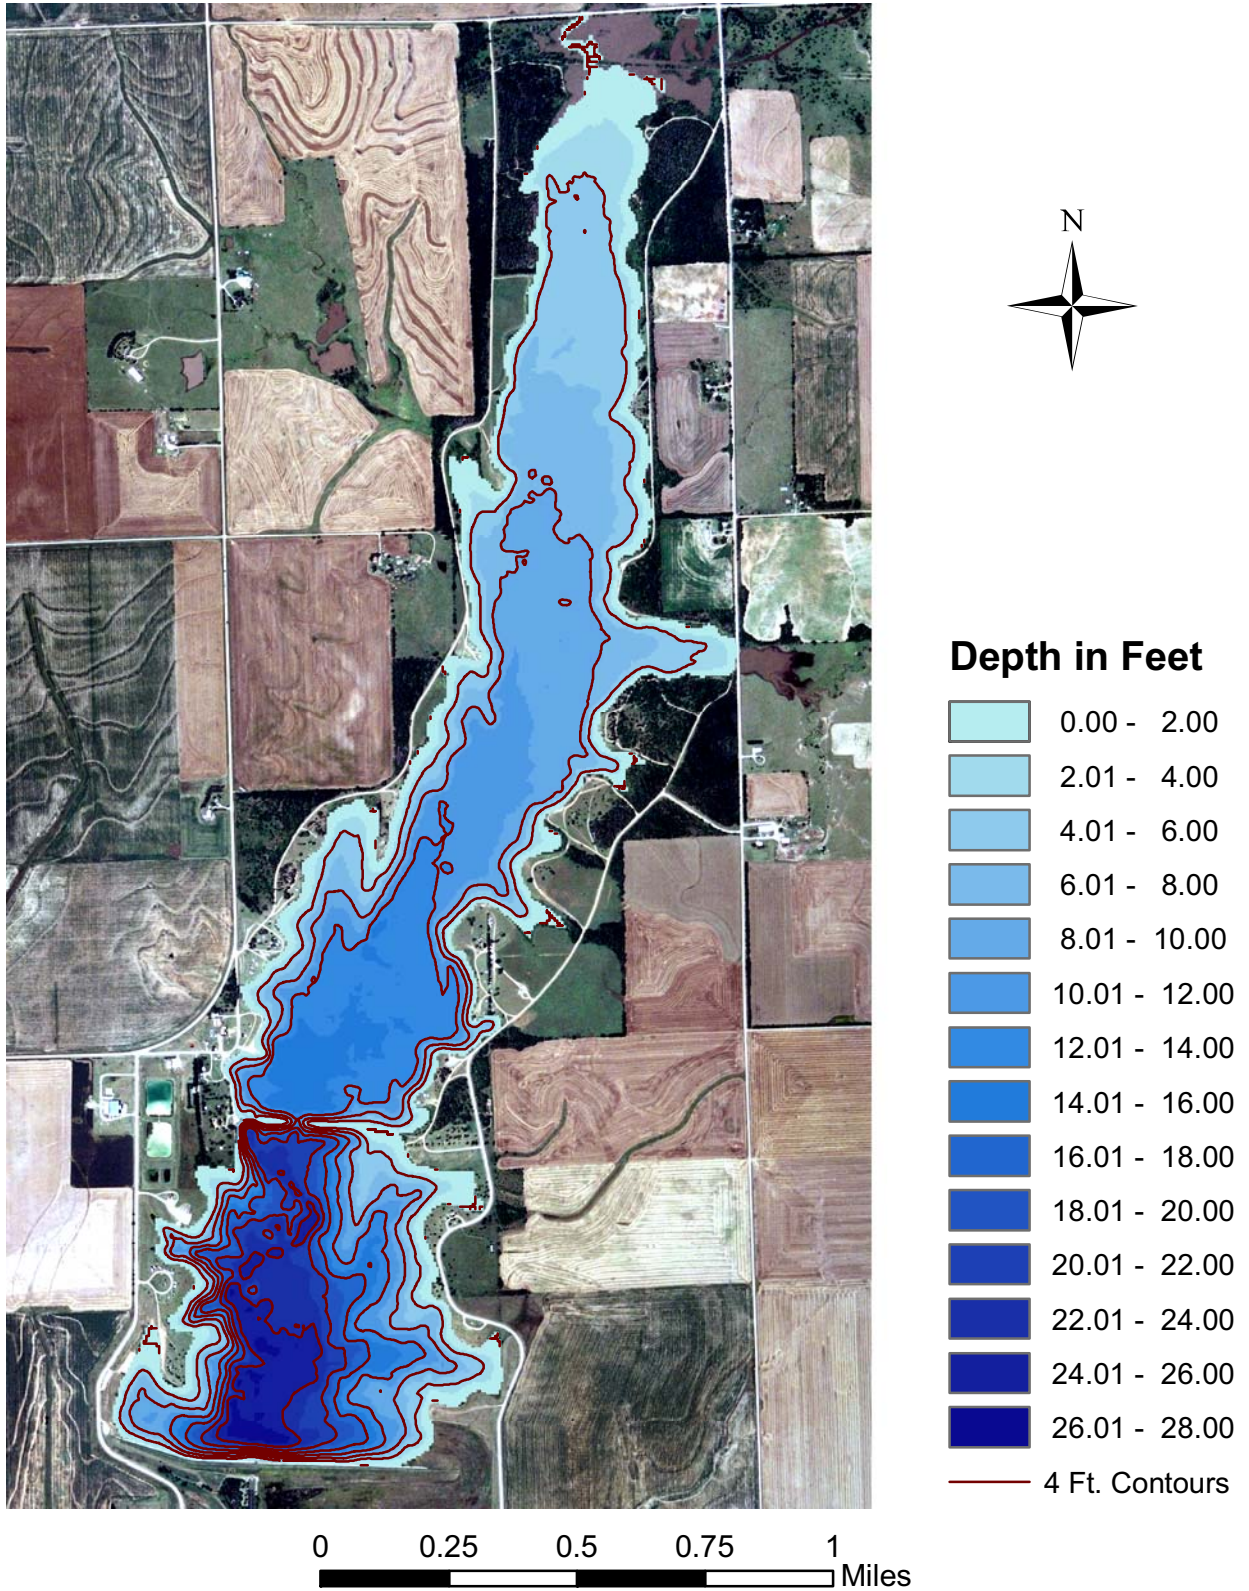 N
Depth in Feet
0.00 - 2.00
2.01 - 4.00
4.01 - 6.00
6.01 - 8.00
8.01 - 10.00
10.01 - 12.00
12.01 - 14.00
14.01 - 16.00
16.01 - 18.00
18.01 - 20.00
20.01 - 22.00
22.01 - 24.00
24.01 - 26.00
26.01 - 28.00
4 Ft. Contours
0 0.25 0.5 0.75 1
Miles